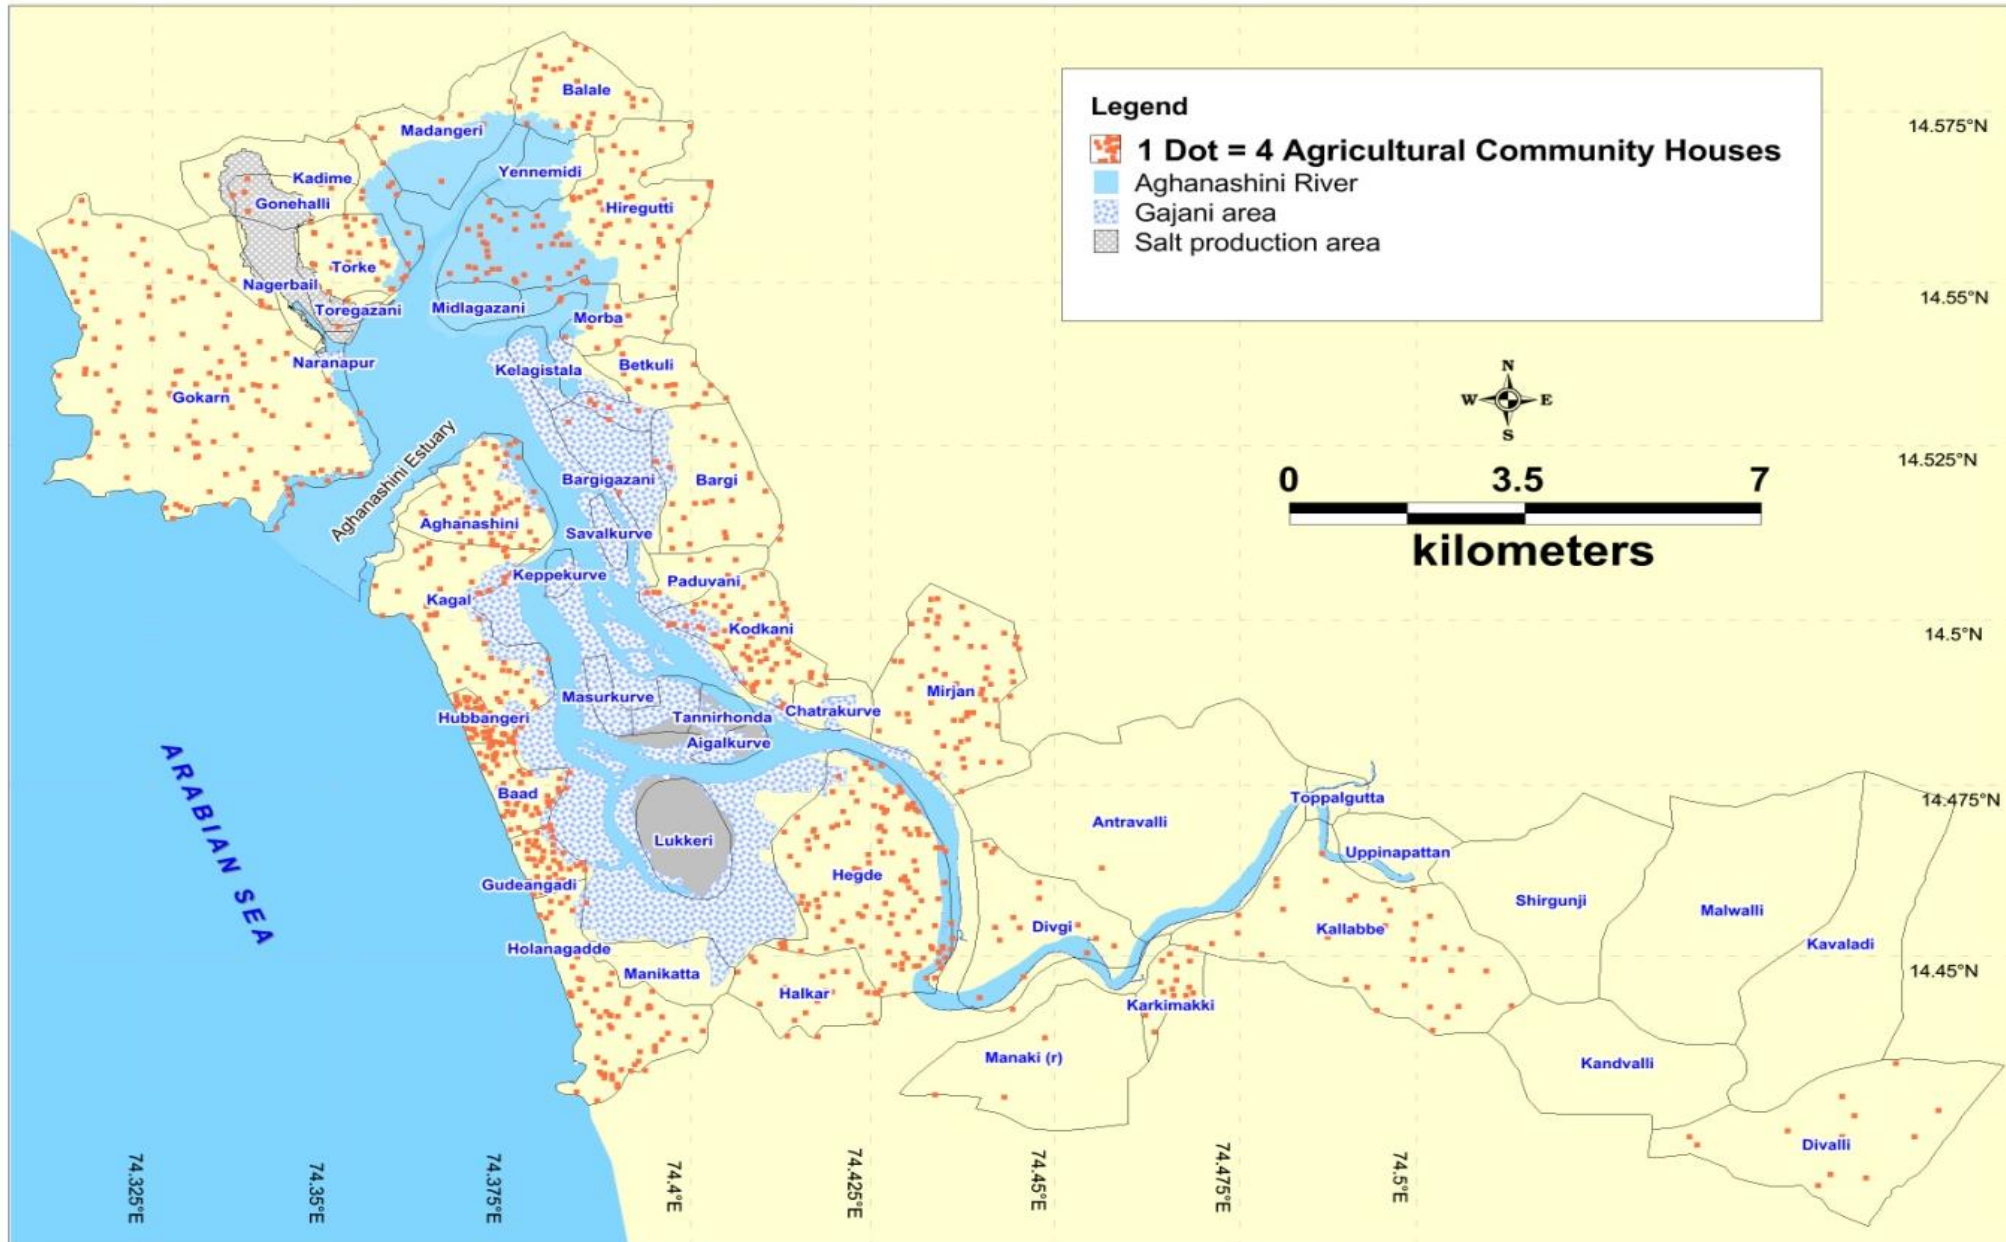 Legend
1 Dot = 4 Agricultural Community Houses
Aghanashini River
Gajani area
Salt production area
14.575°N
14.55°N
14.525°N
14.5°N
14.475°N
14.45°N
N
W E
S
0 3.5 7
kilometers
Balale
Madangeri
Yennemidi
Kadime
Gonehalli
Hiregutti
Torke
Nagerbail
Toregazani
Midlagazani
Morba
Naranapur
Kelagistala
Betkuli
Gokarn
Aghanashini Estuary
Bargigazani
Bargi
Aghanashini
Savalkurve
Keppekurve
Paduvani
Kagal
Kodkani
Mirjan
Masurkurve
Hubbangeri
Tannirhonda
Chatrakurve
Aigalkurve
ARABIAN SEA
Baad
Toppalgutta
Antravalli
Lukkeri
Uppinapattan
Hegde
Gudeangadi
Shirgunji
Malwalli
Divgi
Kallabbe
Kavaladi
Holanagadde
Manikatta
Halkar
Karkimakki
Manaki (r)
Kandvalli
Divalli
74.325°E
74.35°E
74.375°E
74.4°E
74.425°E
74.45°E
74.475°E
74.5°E